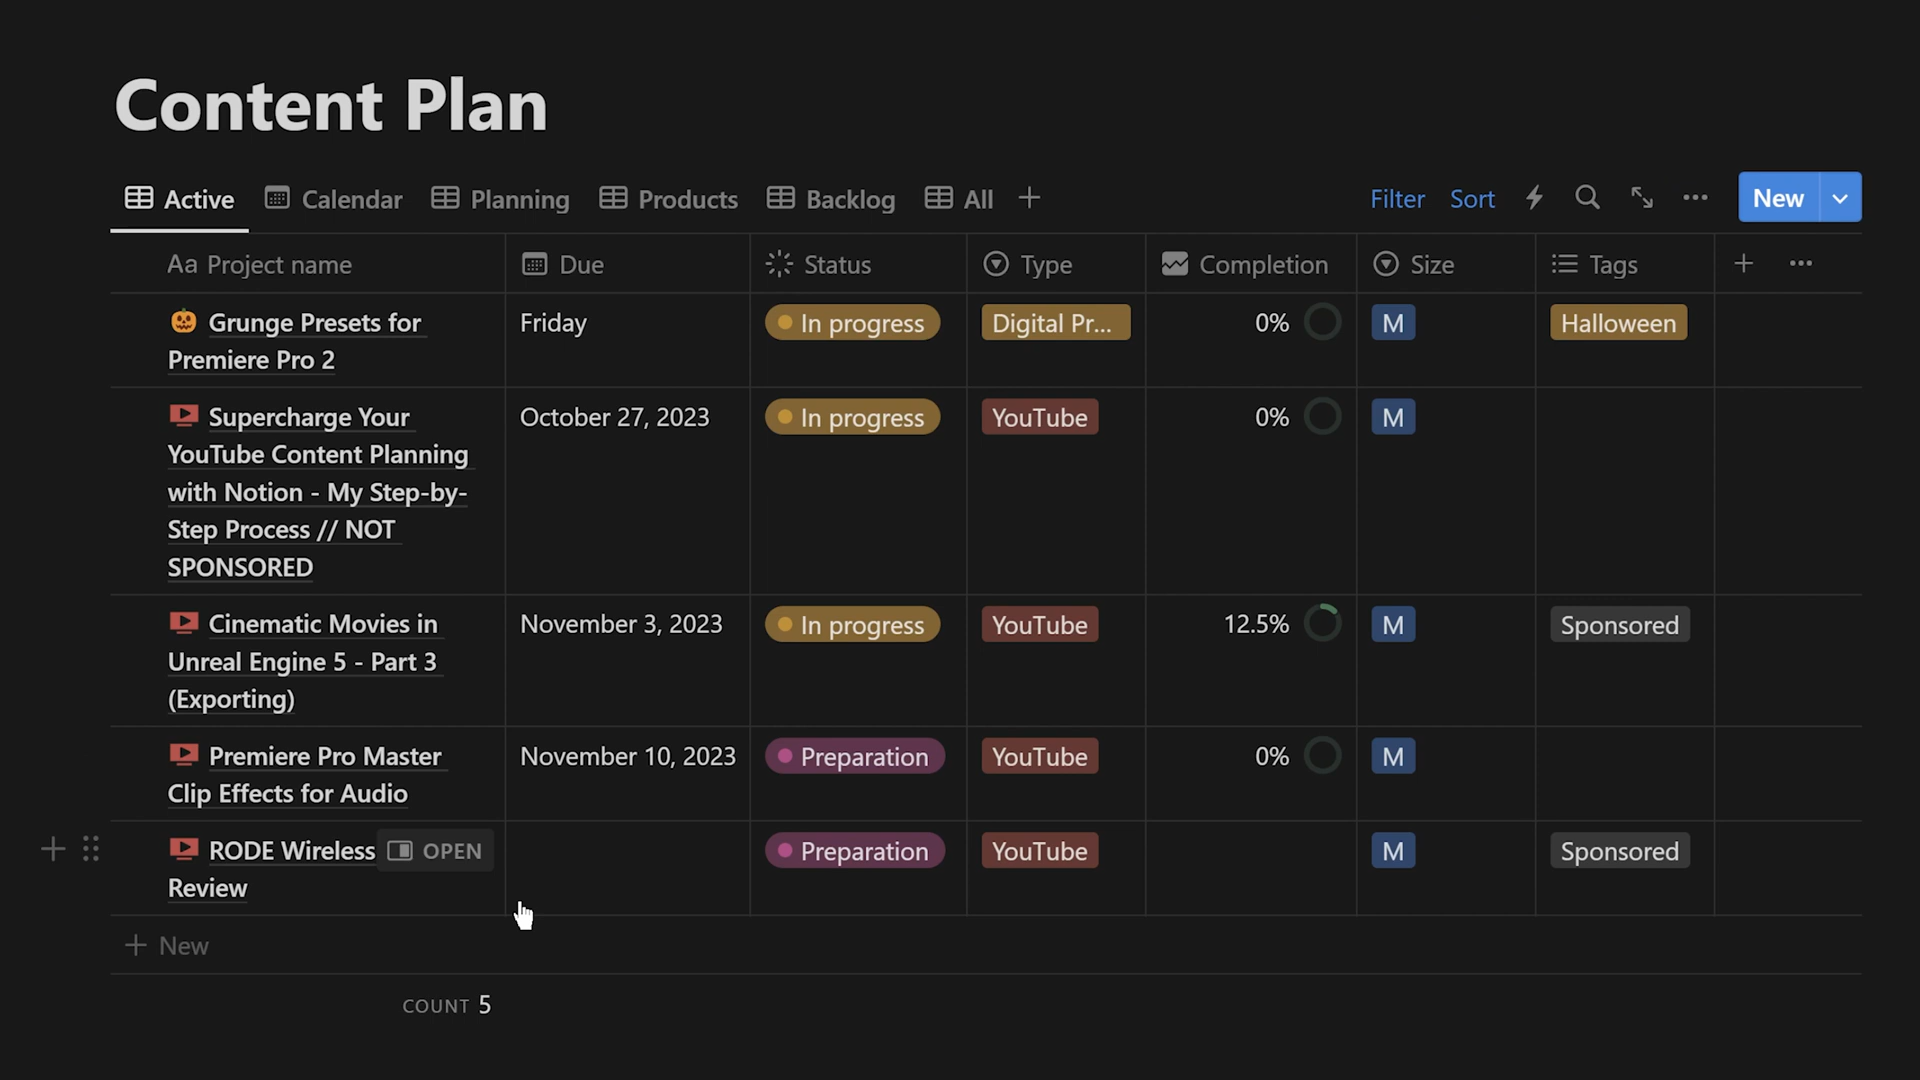 Content Plan
Active Calendar Planning Products Backlog All Filter Sort New
Aa Project name Due Status Type Completion Size Tags
Grunge Presets for Friday In progress Digital Pr... 0% M Halloween
Premiere Pro 2
Supercharge Your October 27, 2023 In progress YouTube 0% M
YouTube Content Planning
with Notion - My Step-by-
Step Process // NOT
SPONSORED
Cinematic Movies in November 3, 2023 In progress YouTube 12.5% M Sponsored
Unreal Engine 5 - Part 3
(Exporting)
Premiere Pro Master November 10, 2023 Preparation YouTube 0% M
Clip Effects for Audio
RODE Wireless OPEN Preparation YouTube M Sponsored
Review
+ New
COUNT 5